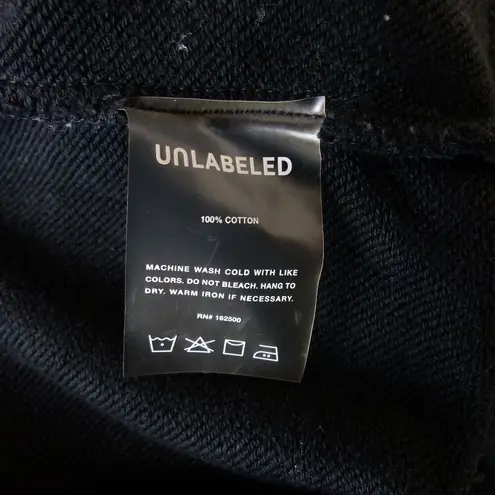 UNLABELED
100% COTTON
MACHINE WASH COLD WITH LIKE
COLORS. DO NOT BLEACH. HANG TO
DRY. WARM IRON IF NECESSARY.
RN# 162500